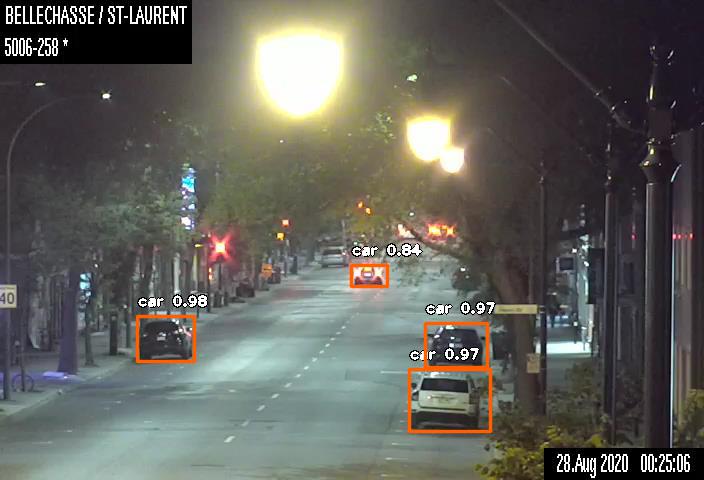 BELLECHASSE / ST-LAURENT
5006-258 *
car 0.84
car 0.98
car 0.97
car 0.97
40
28.Aug 2020 00:25:06